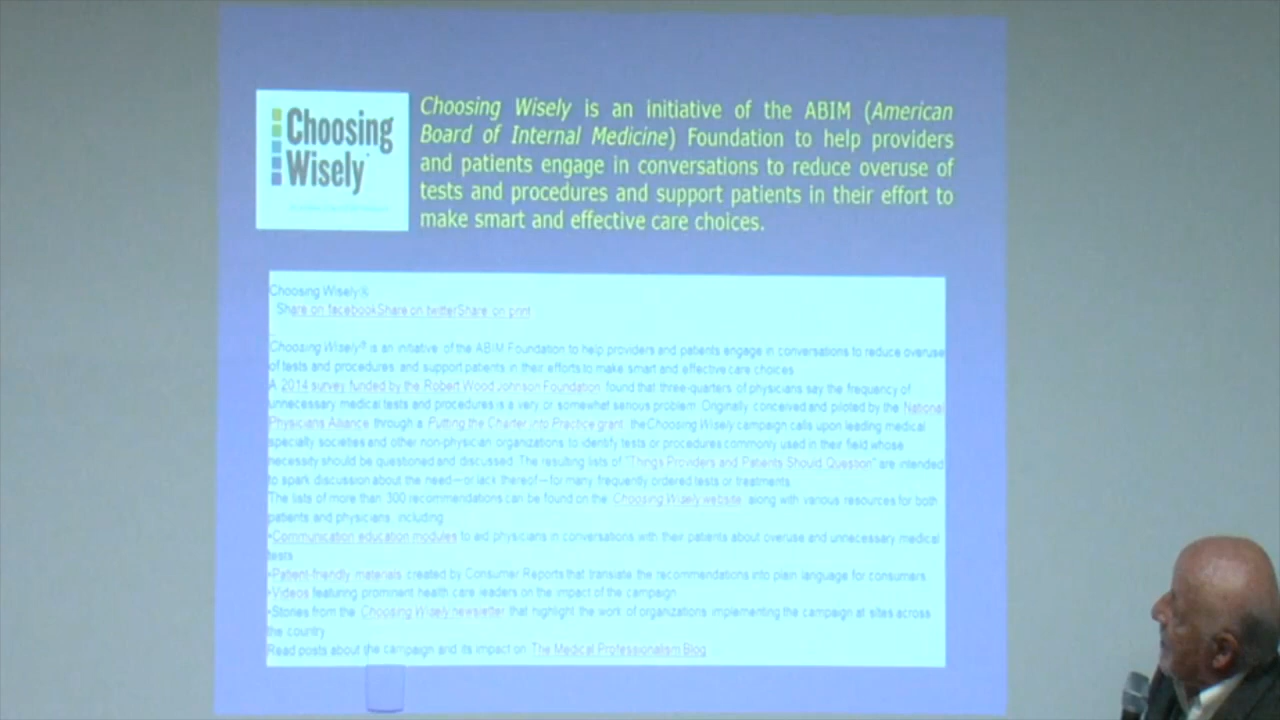 Choosing
Wisely
Choosing Wisely is an initiative of the ABIM (American
Board of Internal Medicine) Foundation to help providers
and patients engage in conversations to reduce overuse of
tests and procedures and support patients in their effort to
make smart and effective care choices.
Choosing Wisely®
Share on facebookShare on twitterShare on print
Choosing Wisely® is an initiative of the ABIM Foundation to help providers and patients engage in conversations to reduce overuse
of tests and procedures and support patients in their efforts to make smart and effective care choices.
A 2014 survey funded by the Robert Wood Johnson Foundation found that three-quarters of physicians say the frequency of
unnecessary medical tests and procedures is a very or somewhat serious problem. Originally conceived and piloted by the National
Physicians Alliance through a Putting the Charter into Practice grant, the Choosing Wisely campaign calls upon leading medical
specialty societies and other non-physician organizations to identify tests or procedures commonly used in their field whose
necessity should be questioned and discussed. The resulting lists of "Things Providers and Patients Should Question" are intended
to spark discussion about the need—or lack thereof—for many frequently ordered tests or treatments.
The lists of more than 300 recommendations can be found on the Choosing Wisely website, along with various resources for both
patients and physicians, including:
•Communication education modules to aid physicians in conversations with their patients about overuse and unnecessary medical
tests
•Patient-friendly materials created by Consumer Reports that translate the recommendations into plain language for consumers
•Videos featuring prominent health care leaders on the impact of the campaign
•Stories from the Choosing Wisely newsletter that highlight the work of organizations implementing the campaign at sites across
the country
Read posts about the campaign and its impact on The Medical Professionalism Blog.